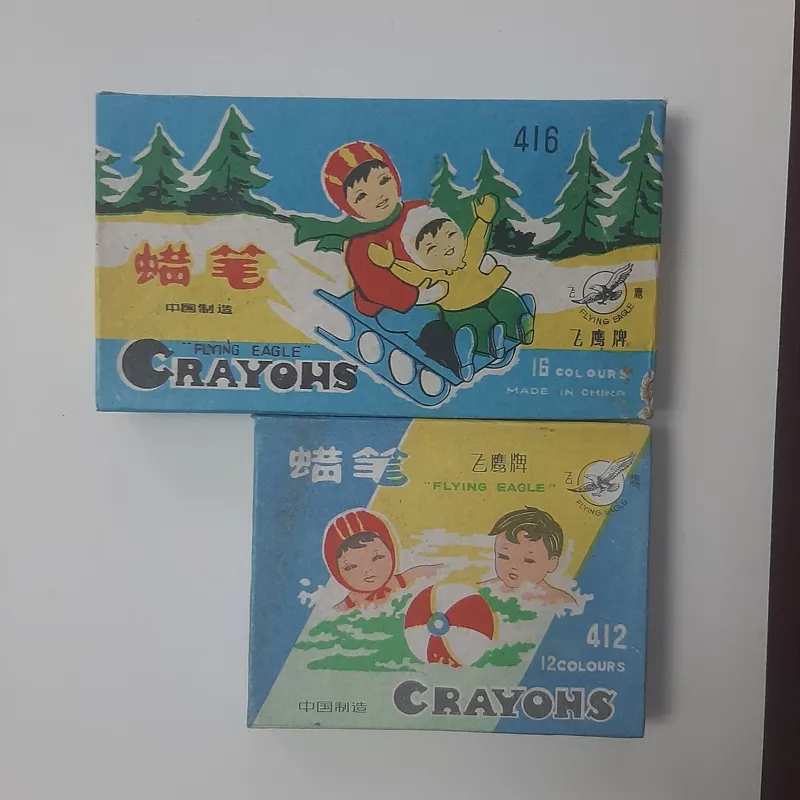 416
蜡笔
中国制造
"FLYING EAGLE"
CRAYONS
飞鹰
FLYING EAGLE
飞鹰牌
16 COLOURS
MADE IN CHINA
蜡笔
飞鹰牌
"FLYING EAGLE"
飞鹰
FLYING EAGLE
412
12 COLOURS
中国制造
CRAYONS